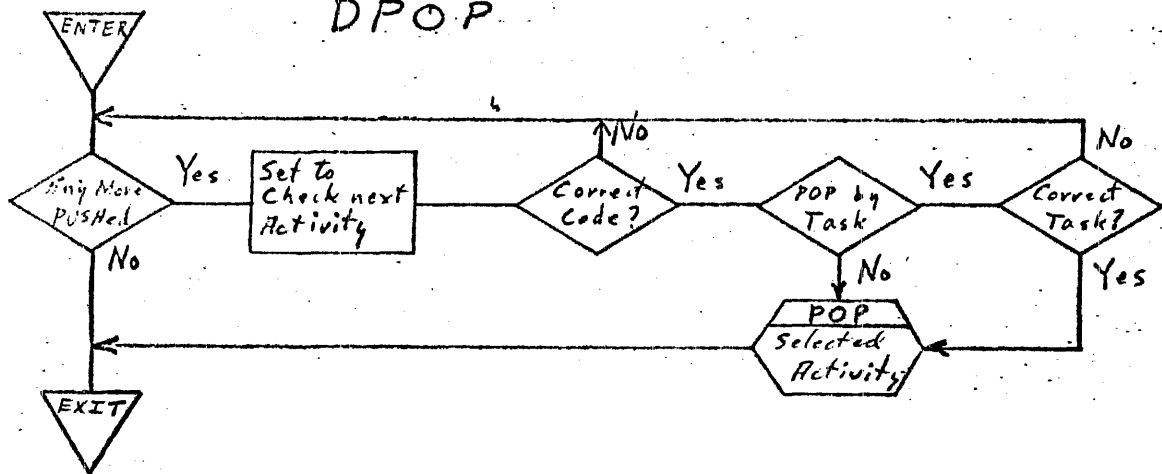 DPOP
ENTER
Any More
PUSHed
Yes
No
Set to
Check next
Activity
Correct
Code?
No
Yes
POP by
Task
Yes
No
Correct
Task?
No
Yes
POP
Selected
Activity
EXIT